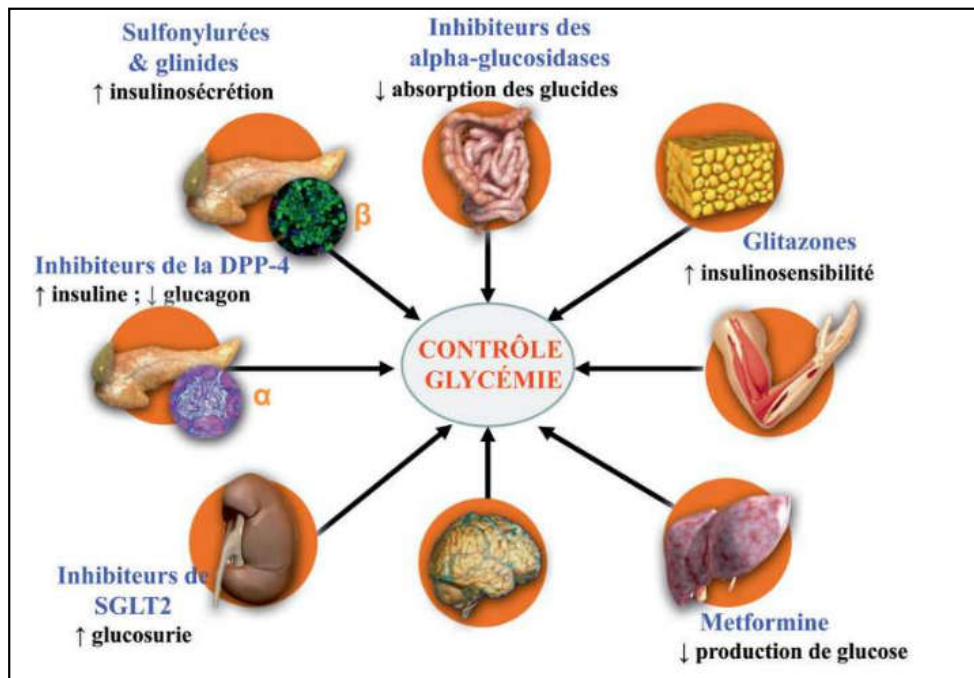 Sulfonylurées
& glinides
↑ insulinosécrétion
Inhibiteurs des
alpha-glucosidases
↓ absorption des glucides
β
Glitazones
↑ insulinosensibilité
Inhibiteurs de la DPP-4
↑ insuline ; ↓ glucagon
α
CONTRÔLE
GLYCÉMIE
Inhibiteurs de
SGLT2
↑ glucosurie
Metformine
↓ production de glucose